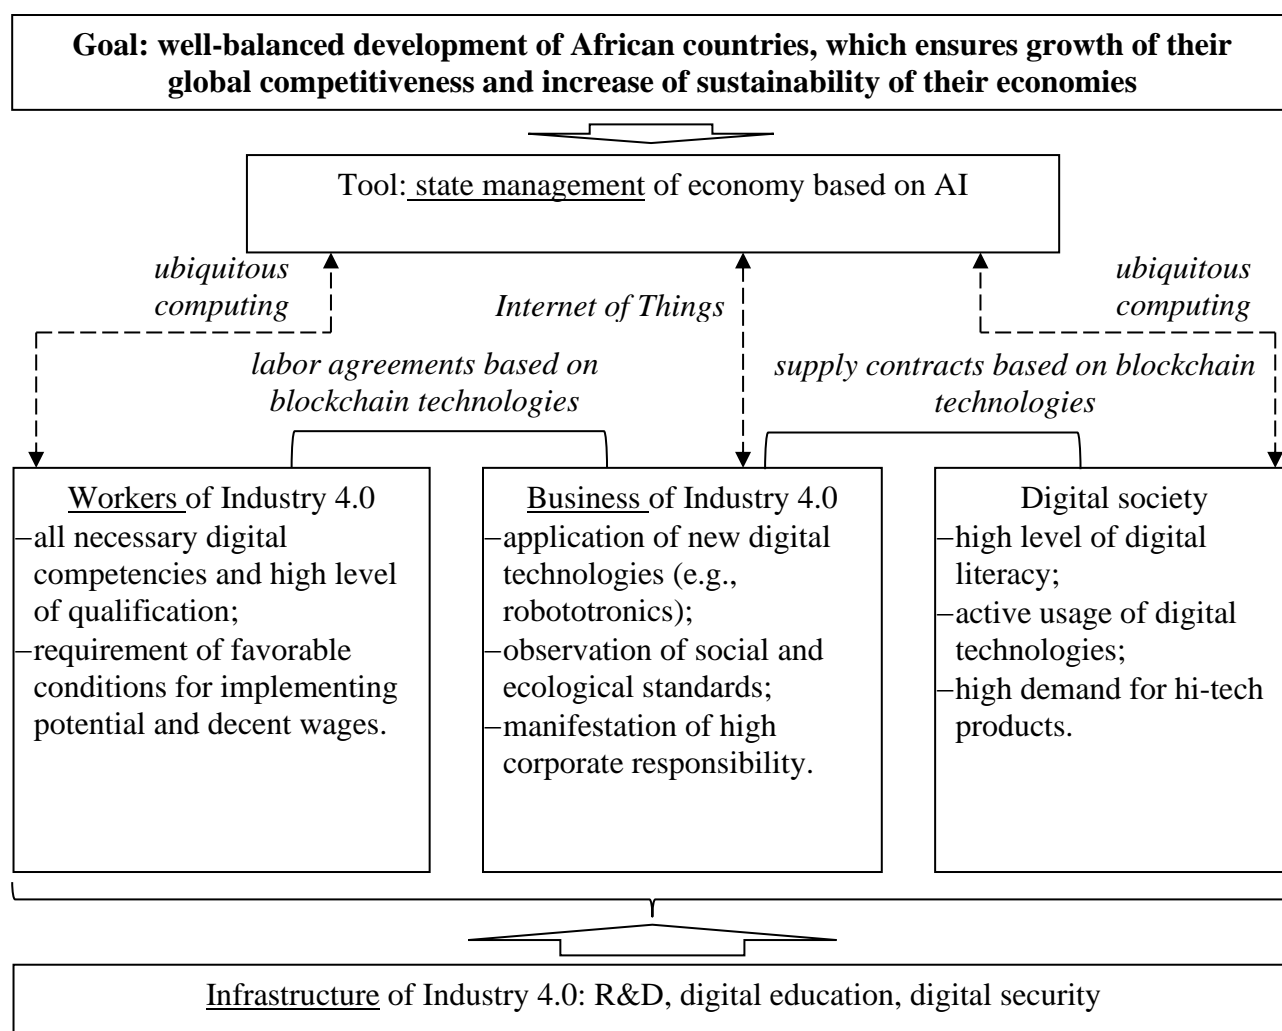 Goal: well-balanced development of African countries, which ensures growth of their
global competitiveness and increase of sustainability of their economies
Tool: state management of economy based on AI
ubiquitous
computing
Internet of Things
ubiquitous
computing
labor agreements based on
blockchain technologies
supply contracts based on blockchain
technologies
Workers of Industry 4.0
–all necessary digital
competencies and high level
of qualification;
–requirement of favorable
conditions for implementing
potential and decent wages.
Business of Industry 4.0
–application of new digital
technologies (e.g.,
robototronics);
–observation of social and
ecological standards;
–manifestation of high
corporate responsibility.
Digital society
–high level of digital
literacy;
–active usage of digital
technologies;
–high demand for hi-tech
products.
Infrastructure of Industry 4.0: R&D, digital education, digital security